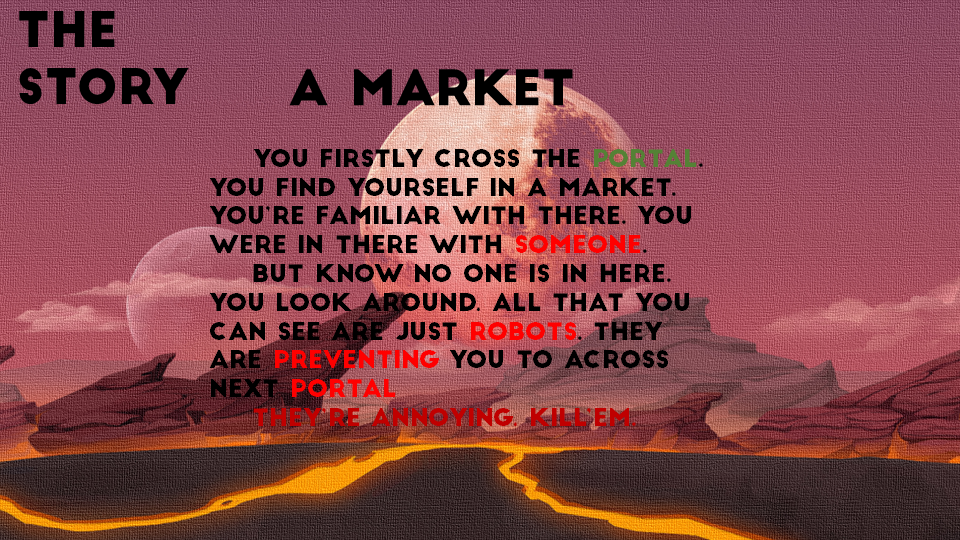 THE
STORY
A MARKET
YOU FIRSTLY CROSS THE PORTAL.
YOU FIND YOURSELF IN A MARKET.
YOU'RE FAMILIAR WITH THERE. YOU
WERE IN THERE WITH SOMEONE.
BUT KNOW NO ONE IS IN HERE.
YOU LOOK AROUND. ALL THAT YOU
CAN SEE ARE JUST ROBOTS. THEY
ARE PREVENTING YOU TO ACROSS
NEXT PORTAL
THEY'RE ANNOYING. KILL'EM.